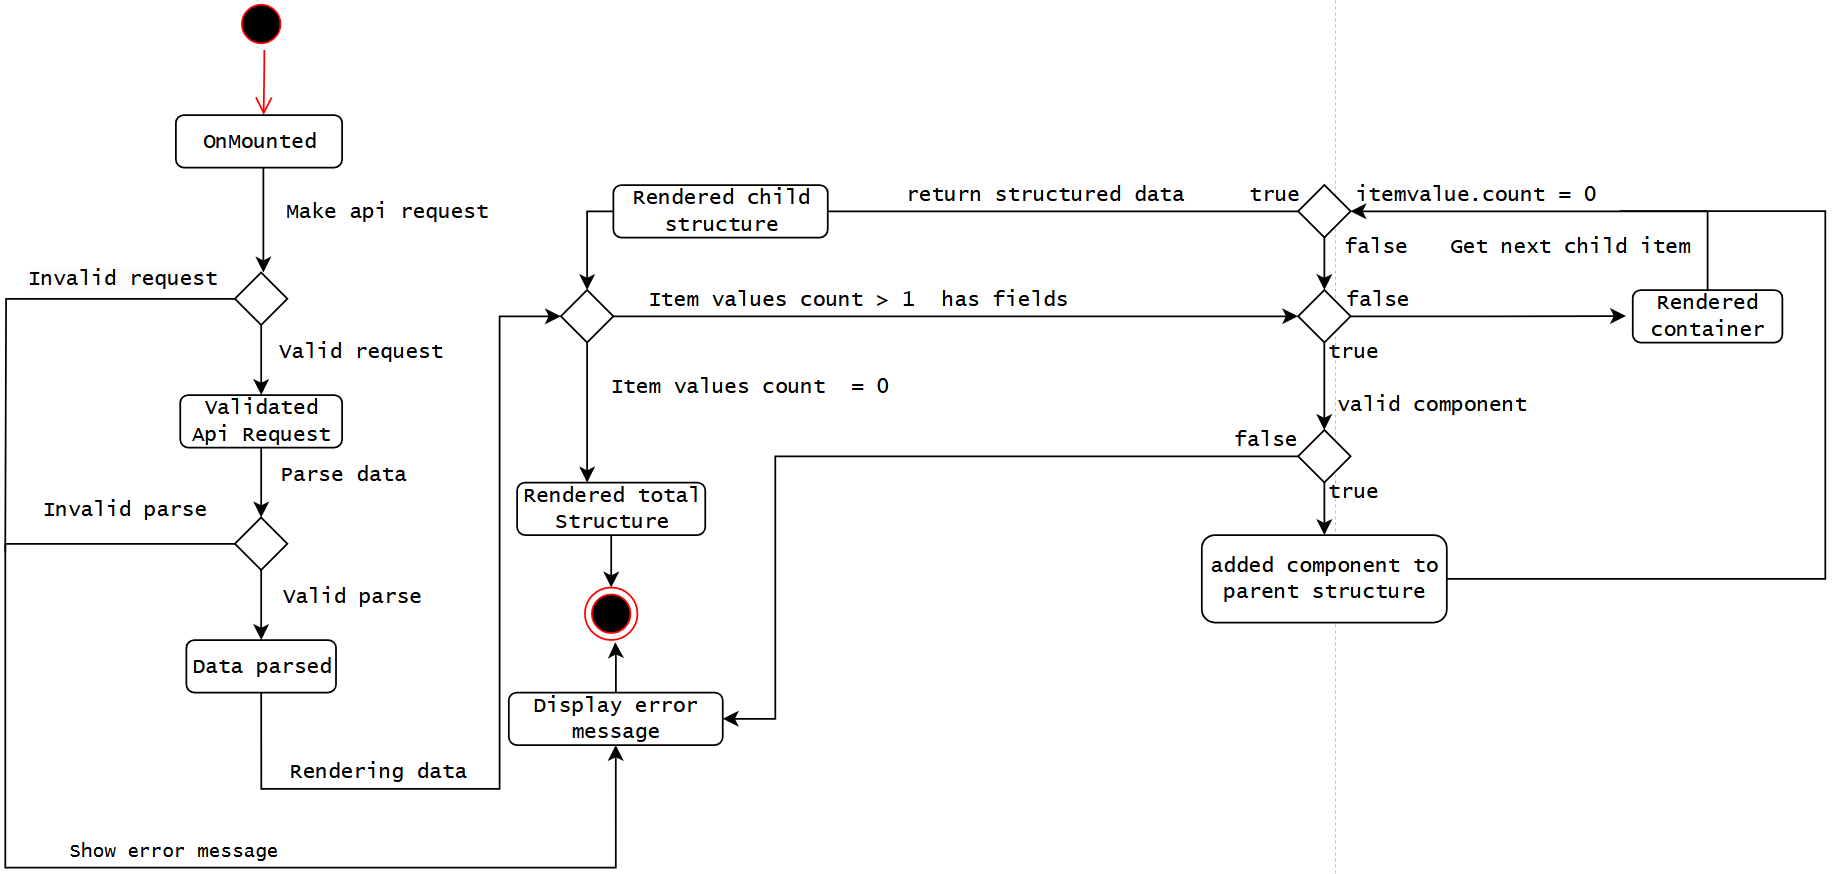 OnMounted
Make api request
Invalid request
Valid request
Validated
Api Request
Parse data
Invalid parse
Valid parse
Data parsed
Rendering data
Show error message
Rendered child
structure
return structured data
true
itemvalue.count = 0
false
Get next child item
Item values count > 1  has fields
false
Rendered
container
true
Item values count  = 0
valid component
false
true
Rendered total
Structure
added component to
parent structure
Display error
message